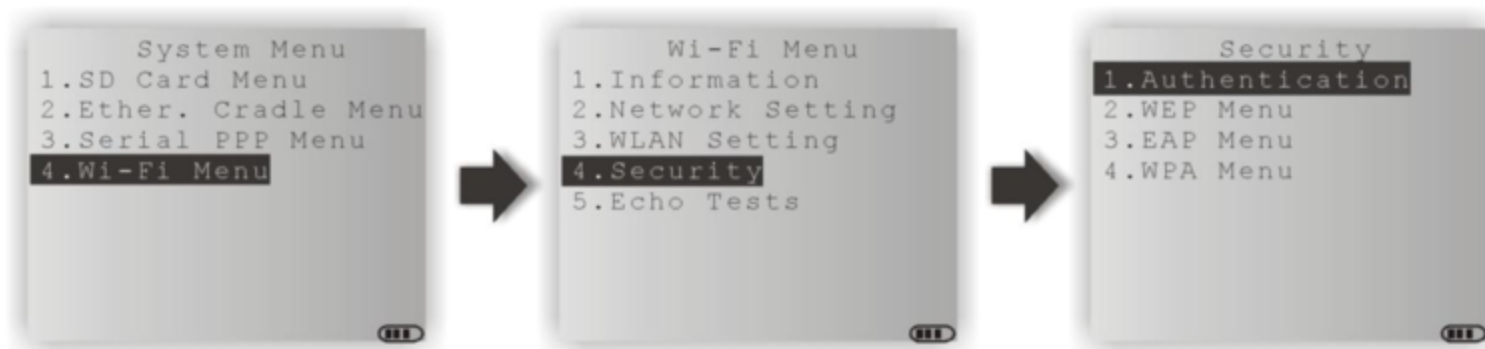 System Menu
1.SD Card Menu
2.Ether. Cradle Menu
3.Serial PPP Menu
4.Wi-Fi Menu
Wi-Fi Menu
1.Information
2.Network Setting
3.WLAN Setting
4.Security
5.Echo Tests
Security
1.Authentication
2.WEP Menu
3.EAP Menu
4.WPA Menu